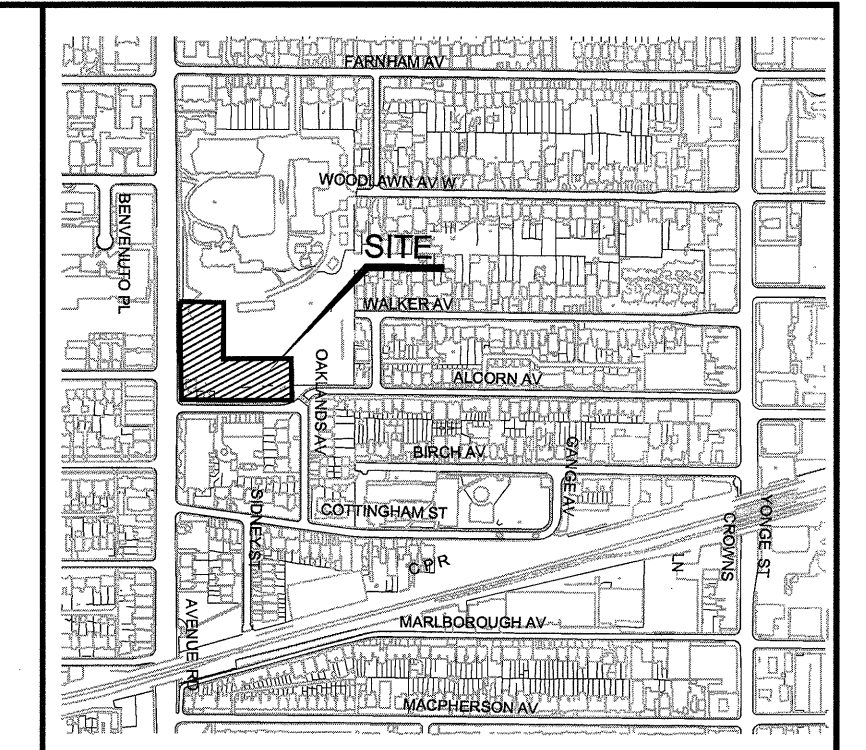 FARNHAM AV
WOODLAWN AV W
BENVENUTO PL
SITE
WALKER AV
OAKLANDS AV
ALCORN AV
BIRCH AV
GANGE AV
SIDNEY ST
COTTINGHAM ST
YONGE ST
CROWNS
LN
C P R
AVENUE RD
MARLBOROUGH AV
MACPHERSON AV